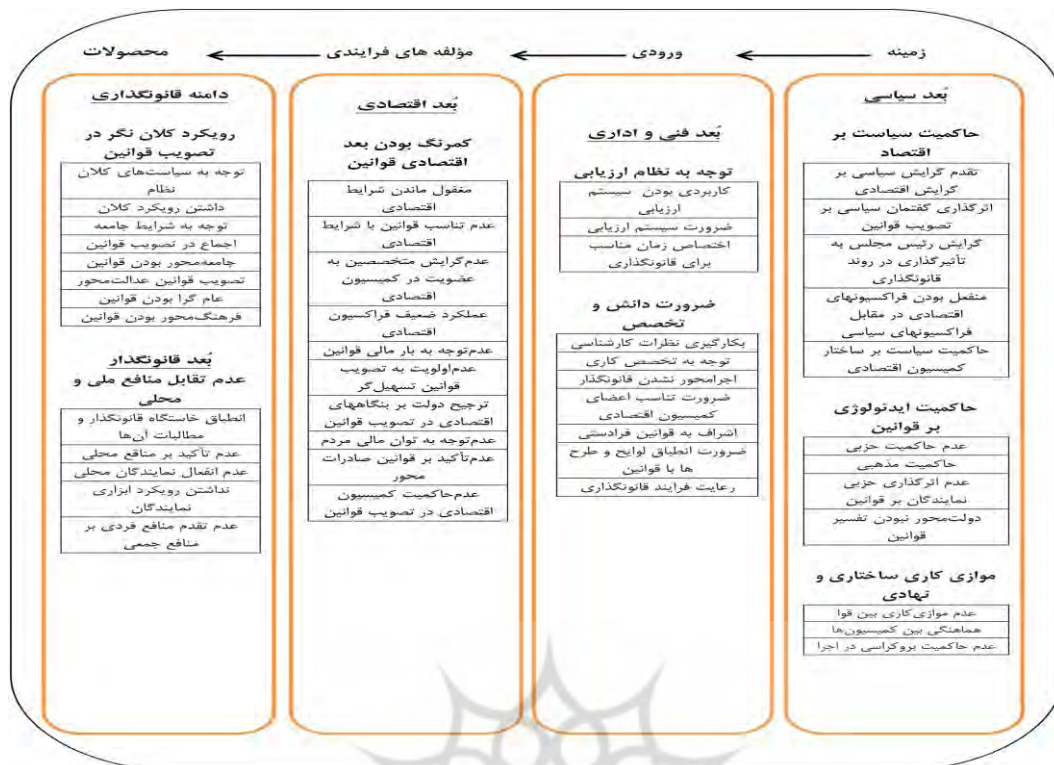 زمینه ورودی مؤلفه های فرایندی محصولات
بُعد سیاسی
حاکمیت سیاست بر
اقتصاد
تقدم گرایش سیاسی بر
گرایش اقتصادی
اثرگذاری گفتمان سیاسی بر
تصویب قوانین
گرایش رئیس مجلس به
تأثیرگذاری در روند
قانونگذاری
منفعل بودن فراکسیونهای
اقتصادی در مقابل
فراکسیونهای سیاسی
حاکمیت سیاست بر ساختار
کمیسیون اقتصادی
حاکمیت ایدئولوژی
بر قوانین
عدم حاکمیت حزبی
حاکمیت مذهبی
عدم اثرگذاری حزبی
نمایندگان بر قوانین
دولت‌محور نبودن تفسیر
قوانین
موازی کاری ساختاری و
نهادی
عدم موازی‌کاری بین قوا
هماهنگی بین کمیسیون‌ها
عدم حاکمیت بروکراسی در اجرا
بُعد فنی و اداری
توجه به نظام ارزیابی
کاربردی بودن سیستم
ارزیابی
ضرورت سیستم ارزیابی
اختصاص زمان مناسب
برای قانونگذاری
ضرورت دانش و
تخصص
بکارگیری نظرات کارشناسی
توجه به تخصص کاری
اجرامحور نشدن قانونگذار
ضرورت تناسب اعضای
کمیسیون اقتصادی
اشراف به قوانین فرادستی
ضرورت انطباق لوایح و طرح
ها با قوانین
رعایت فرایند قانونگذاری
بُعد اقتصادی
کمرنگ بودن بعد
اقتصادی قوانین
مغفول ماندن شرایط
اقتصادی
عدم تناسب قوانین با شرایط
اقتصادی
عدم‌گرایش متخصصین به
عضویت در کمیسیون
اقتصادی
عملکرد ضعیف فراکسیون
اقتصادی
عدم‌توجه به بار مالی قوانین
عدم‌اولویت به تصویب
قوانین تسهیل‌گر
ترجیح دولت بر بنگاههای
اقتصادی در تصویب قوانین
عدم‌توجه به توان مالی مردم
عدم‌تأکید بر قوانین صادرات
محور
عدم‌حاکمیت کمیسیون
اقتصادی در تصویب قوانین
دامنه قانونگذاری
رویکرد کلان نگر در
تصویب قوانین
توجه به سیاست‌های کلان
نظام
داشتن رویکرد کلان
توجه به شرایط جامعه
اجماع در تصویب قوانین
جامعه‌محور بودن قوانین
تصویب قوانین عدالت‌محور
عام گرا بودن قوانین
فرهنگ‌محور بودن قوانین
بُعد قانونگذار
عدم تقابل منافع ملی و
محلی
انطباق خاستگاه قانونگذار و
مطالبات آن‌ها
عدم تأکید بر منافع محلی
عدم انفعال نمایندگان محلی
نداشتن رویکرد ابزاری
نمایندگان
عدم تقدم منافع فردی بر
منافع جمعی